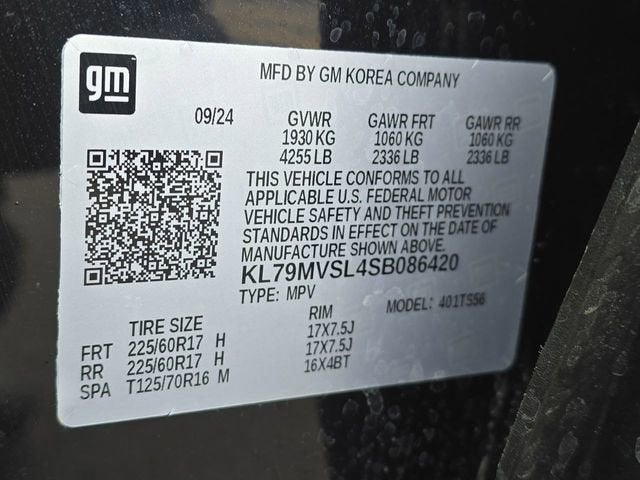 gm
MFD BY GM KOREA COMPANY
09/24 GVWR GAWR FRT GAWR RR
1930 KG 1060 KG 1060 KG
4255 LB 2336 LB 2336 LB
THIS VEHICLE CONFORMS TO ALL
APPLICABLE U.S. FEDERAL MOTOR
VEHICLE SAFETY AND THEFT PREVENTION
STANDARDS IN EFFECT ON THE DATE OF
MANUFACTURE SHOWN ABOVE.
KL79MVSL4SB086420
TYPE: MPV MODEL: 401TS56
TIRE SIZE RIM
FRT 225/60R17 H 17X7.5J
RR 225/60R17 H 17X7.5J
SPA T125/70R16 M 16X4BT